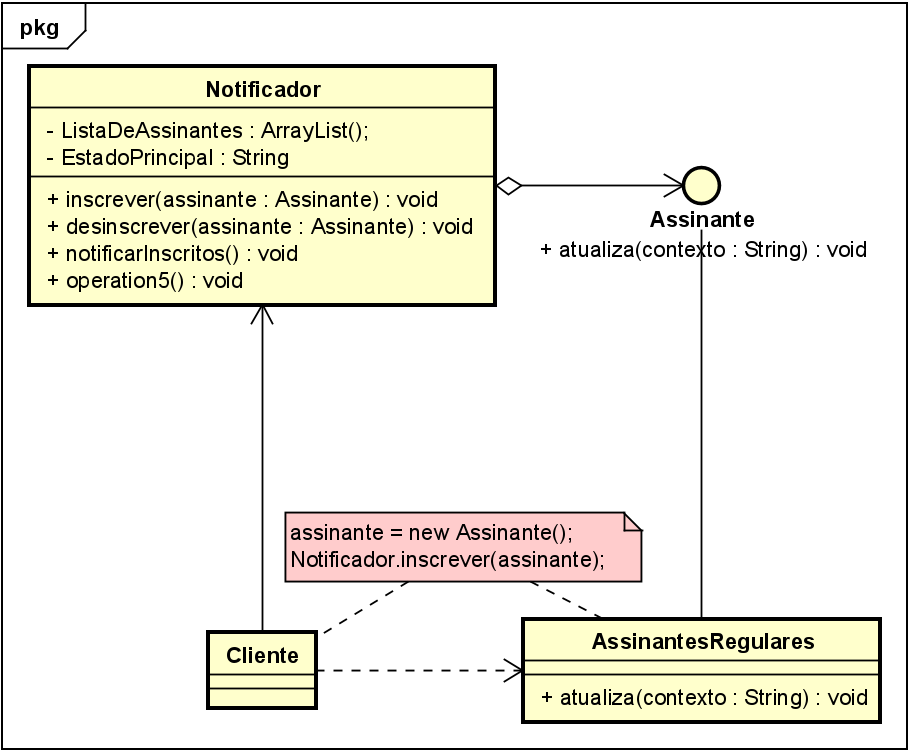 pkg
Notificador
- ListaDeAssinantes : ArrayList();
- EstadoPrincipal : String
+ inscrever(assinante : Assinante) : void
+ desinscrever(assinante : Assinante) : void
+ notificarInscritos() : void
+ operation5() : void
Assinante
+ atualiza(contexto : String) : void
assinante = new Assinante();
Notificador.inscrever(assinante);
Cliente
AssinantesRegulares
+ atualiza(contexto : String) : void